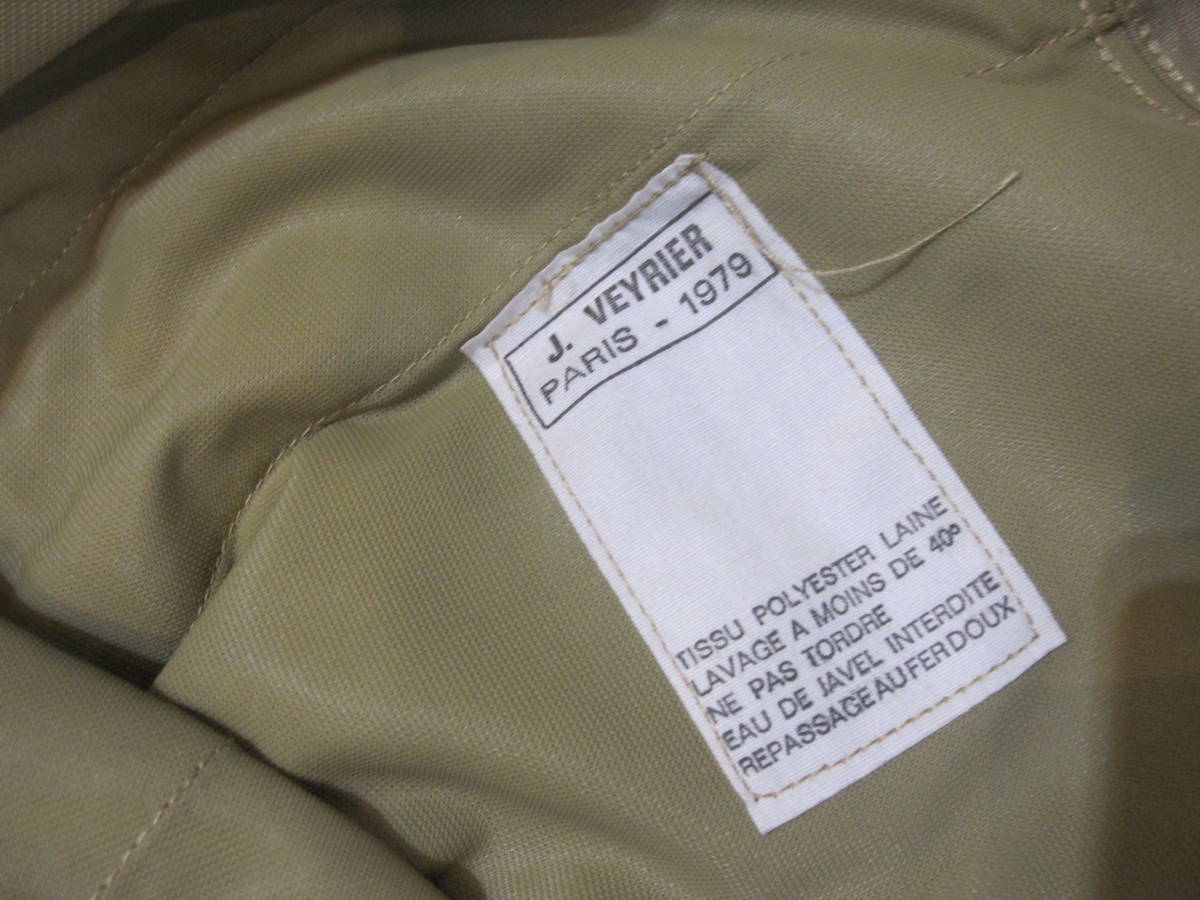 J. VEYRIER
PARIS - 1979
TISSU POLYESTER LAINE
LAVAGE A MOINS DE 40º
NE PAS TORDRE
EAU DE JAVEL INTERDITE
REPASSAGE AU FER DOUX